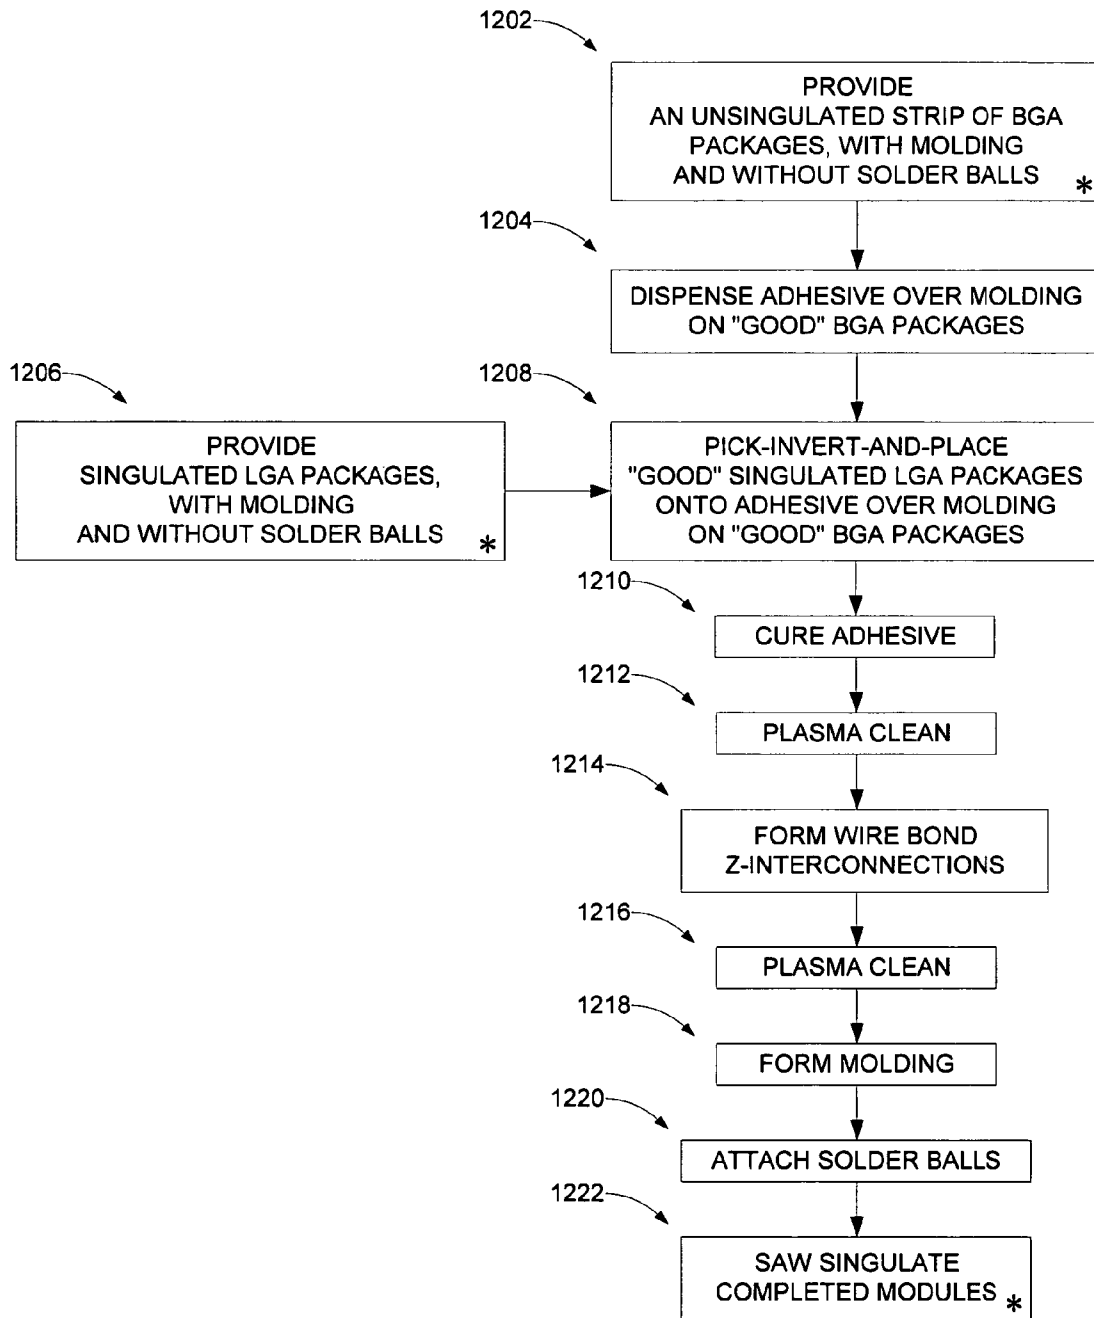 1202
PROVIDE
AN UNSINGULATED STRIP OF BGA
PACKAGES, WITH MOLDING
AND WITHOUT SOLDER BALLS *
1204
DISPENSE ADHESIVE OVER MOLDING
ON "GOOD" BGA PACKAGES
1206
PROVIDE
SINGULATED LGA PACKAGES,
WITH MOLDING
AND WITHOUT SOLDER BALLS *
1208
PICK-INVERT-AND-PLACE
"GOOD" SINGULATED LGA PACKAGES
ONTO ADHESIVE OVER MOLDING
ON "GOOD" BGA PACKAGES
1210
CURE ADHESIVE
1212
PLASMA CLEAN
1214
FORM WIRE BOND
Z-INTERCONNECTIONS
1216
PLASMA CLEAN
1218
FORM MOLDING
1220
ATTACH SOLDER BALLS
1222
SAW SINGULATE
COMPLETED MODULES *